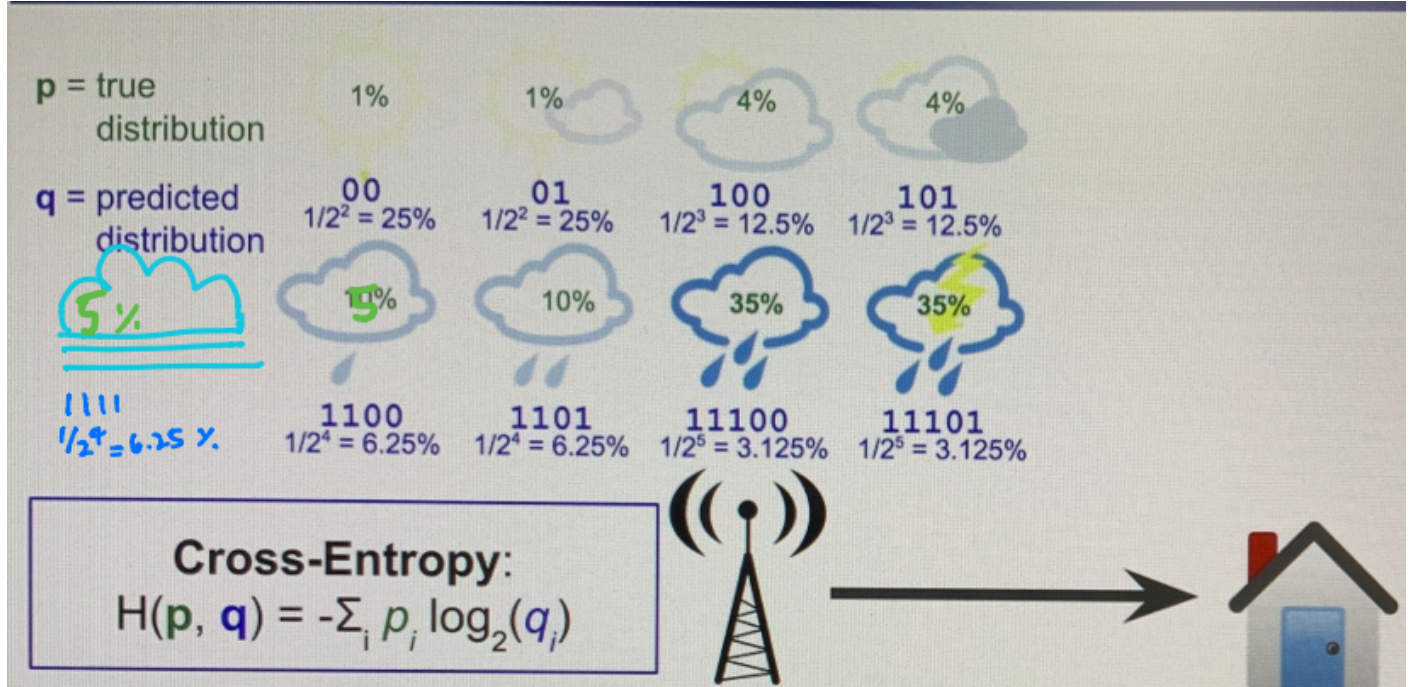 p = true
distribution
1%
1%
4%
4%
q = predicted
distribution
00
1/2² = 25%
01
1/2² = 25%
100
1/2³ = 12.5%
101
1/2³ = 12.5%
5%
5%
10%
35%
35%
1111
1/2⁴ = 6.25%.
1100
1/2⁴ = 6.25%
1101
1/2⁴ = 6.25%
11100
1/2⁵ = 3.125%
11101
1/2⁵ = 3.125%
Cross-Entropy:
H(p, q) = -Σᵢ pᵢ log₂(qᵢ)